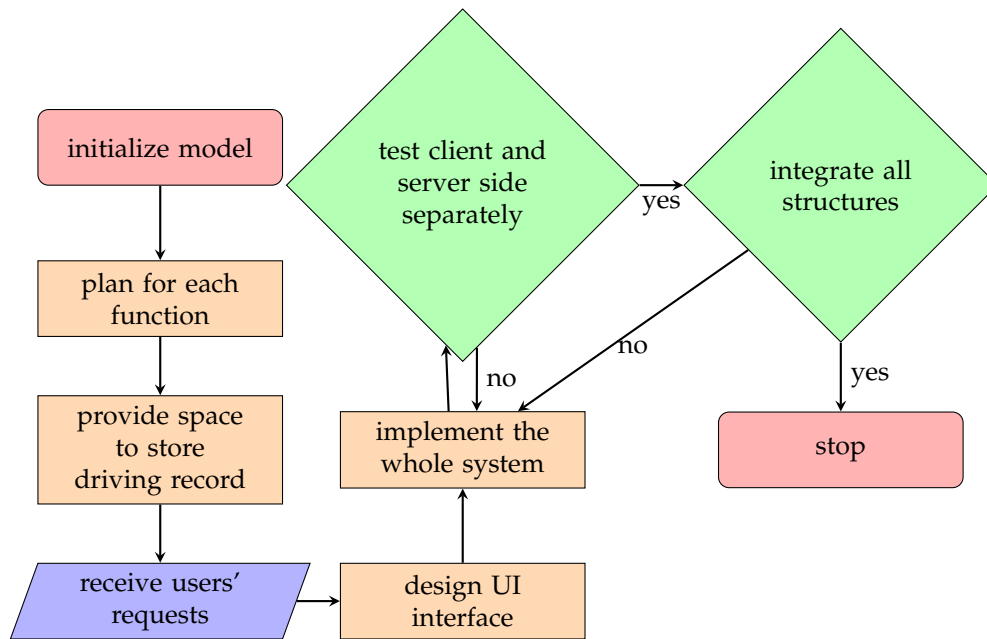 initialize model
plan for each
function
provide space
to store
driving record
receive users’
requests
design UI
interface
implement the
whole system
test client and
server side
separately
no
yes
integrate all
structures
no
yes
stop